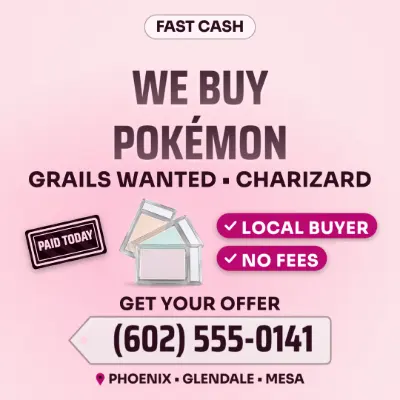 FAST CASH
WE BUY
POKÉMON
GRAILS WANTED • CHARIZARD
PAID TODAY
✓ LOCAL BUYER
✓ NO FEES
GET YOUR OFFER
(602) 555-0141
PHOENIX • GLENDALE • MESA